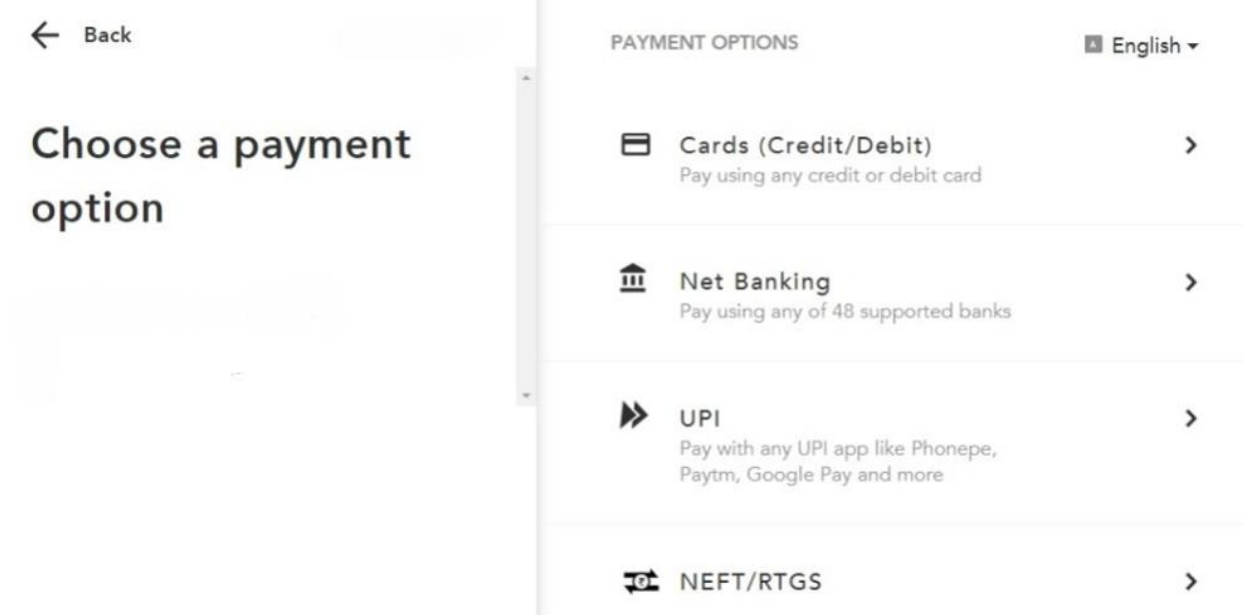 Back
Choose a payment
option
PAYMENT OPTIONS
English
Cards (Credit/Debit)
Pay using any credit or debit card
Net Banking
Pay using any of 48 supported banks
UPI
Pay with any UPI app like Phonepe,
Paytm, Google Pay and more
NEFT/RTGS